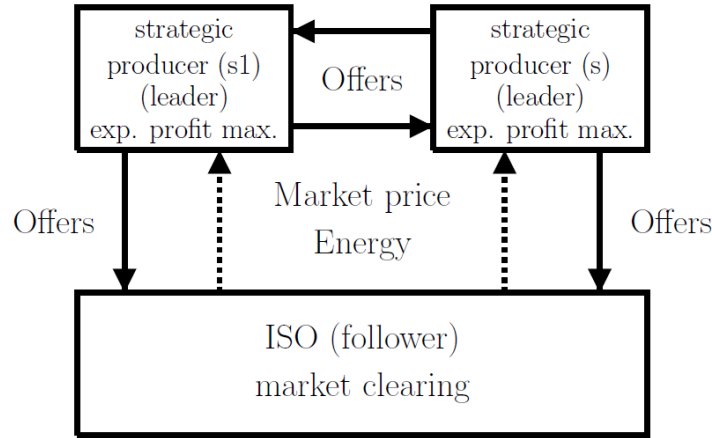 strategic
producer (s1)
(leader)
exp. profit max.
Offers
strategic
producer (s)
(leader)
exp. profit max.
Offers
Market price
Energy
Offers
ISO (follower)
market clearing